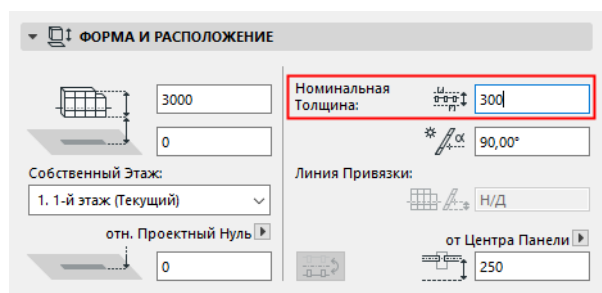 ФОРМА И РАСПОЛОЖЕНИЕ
3000
0
Собственный Этаж:
1. 1-й этаж (Текущий)
отн. Проектный Нуль
0
Номинальная
Толщина:
300
α
90,00°
Линия Привязки:
Н/Д
от Центра Панели
250